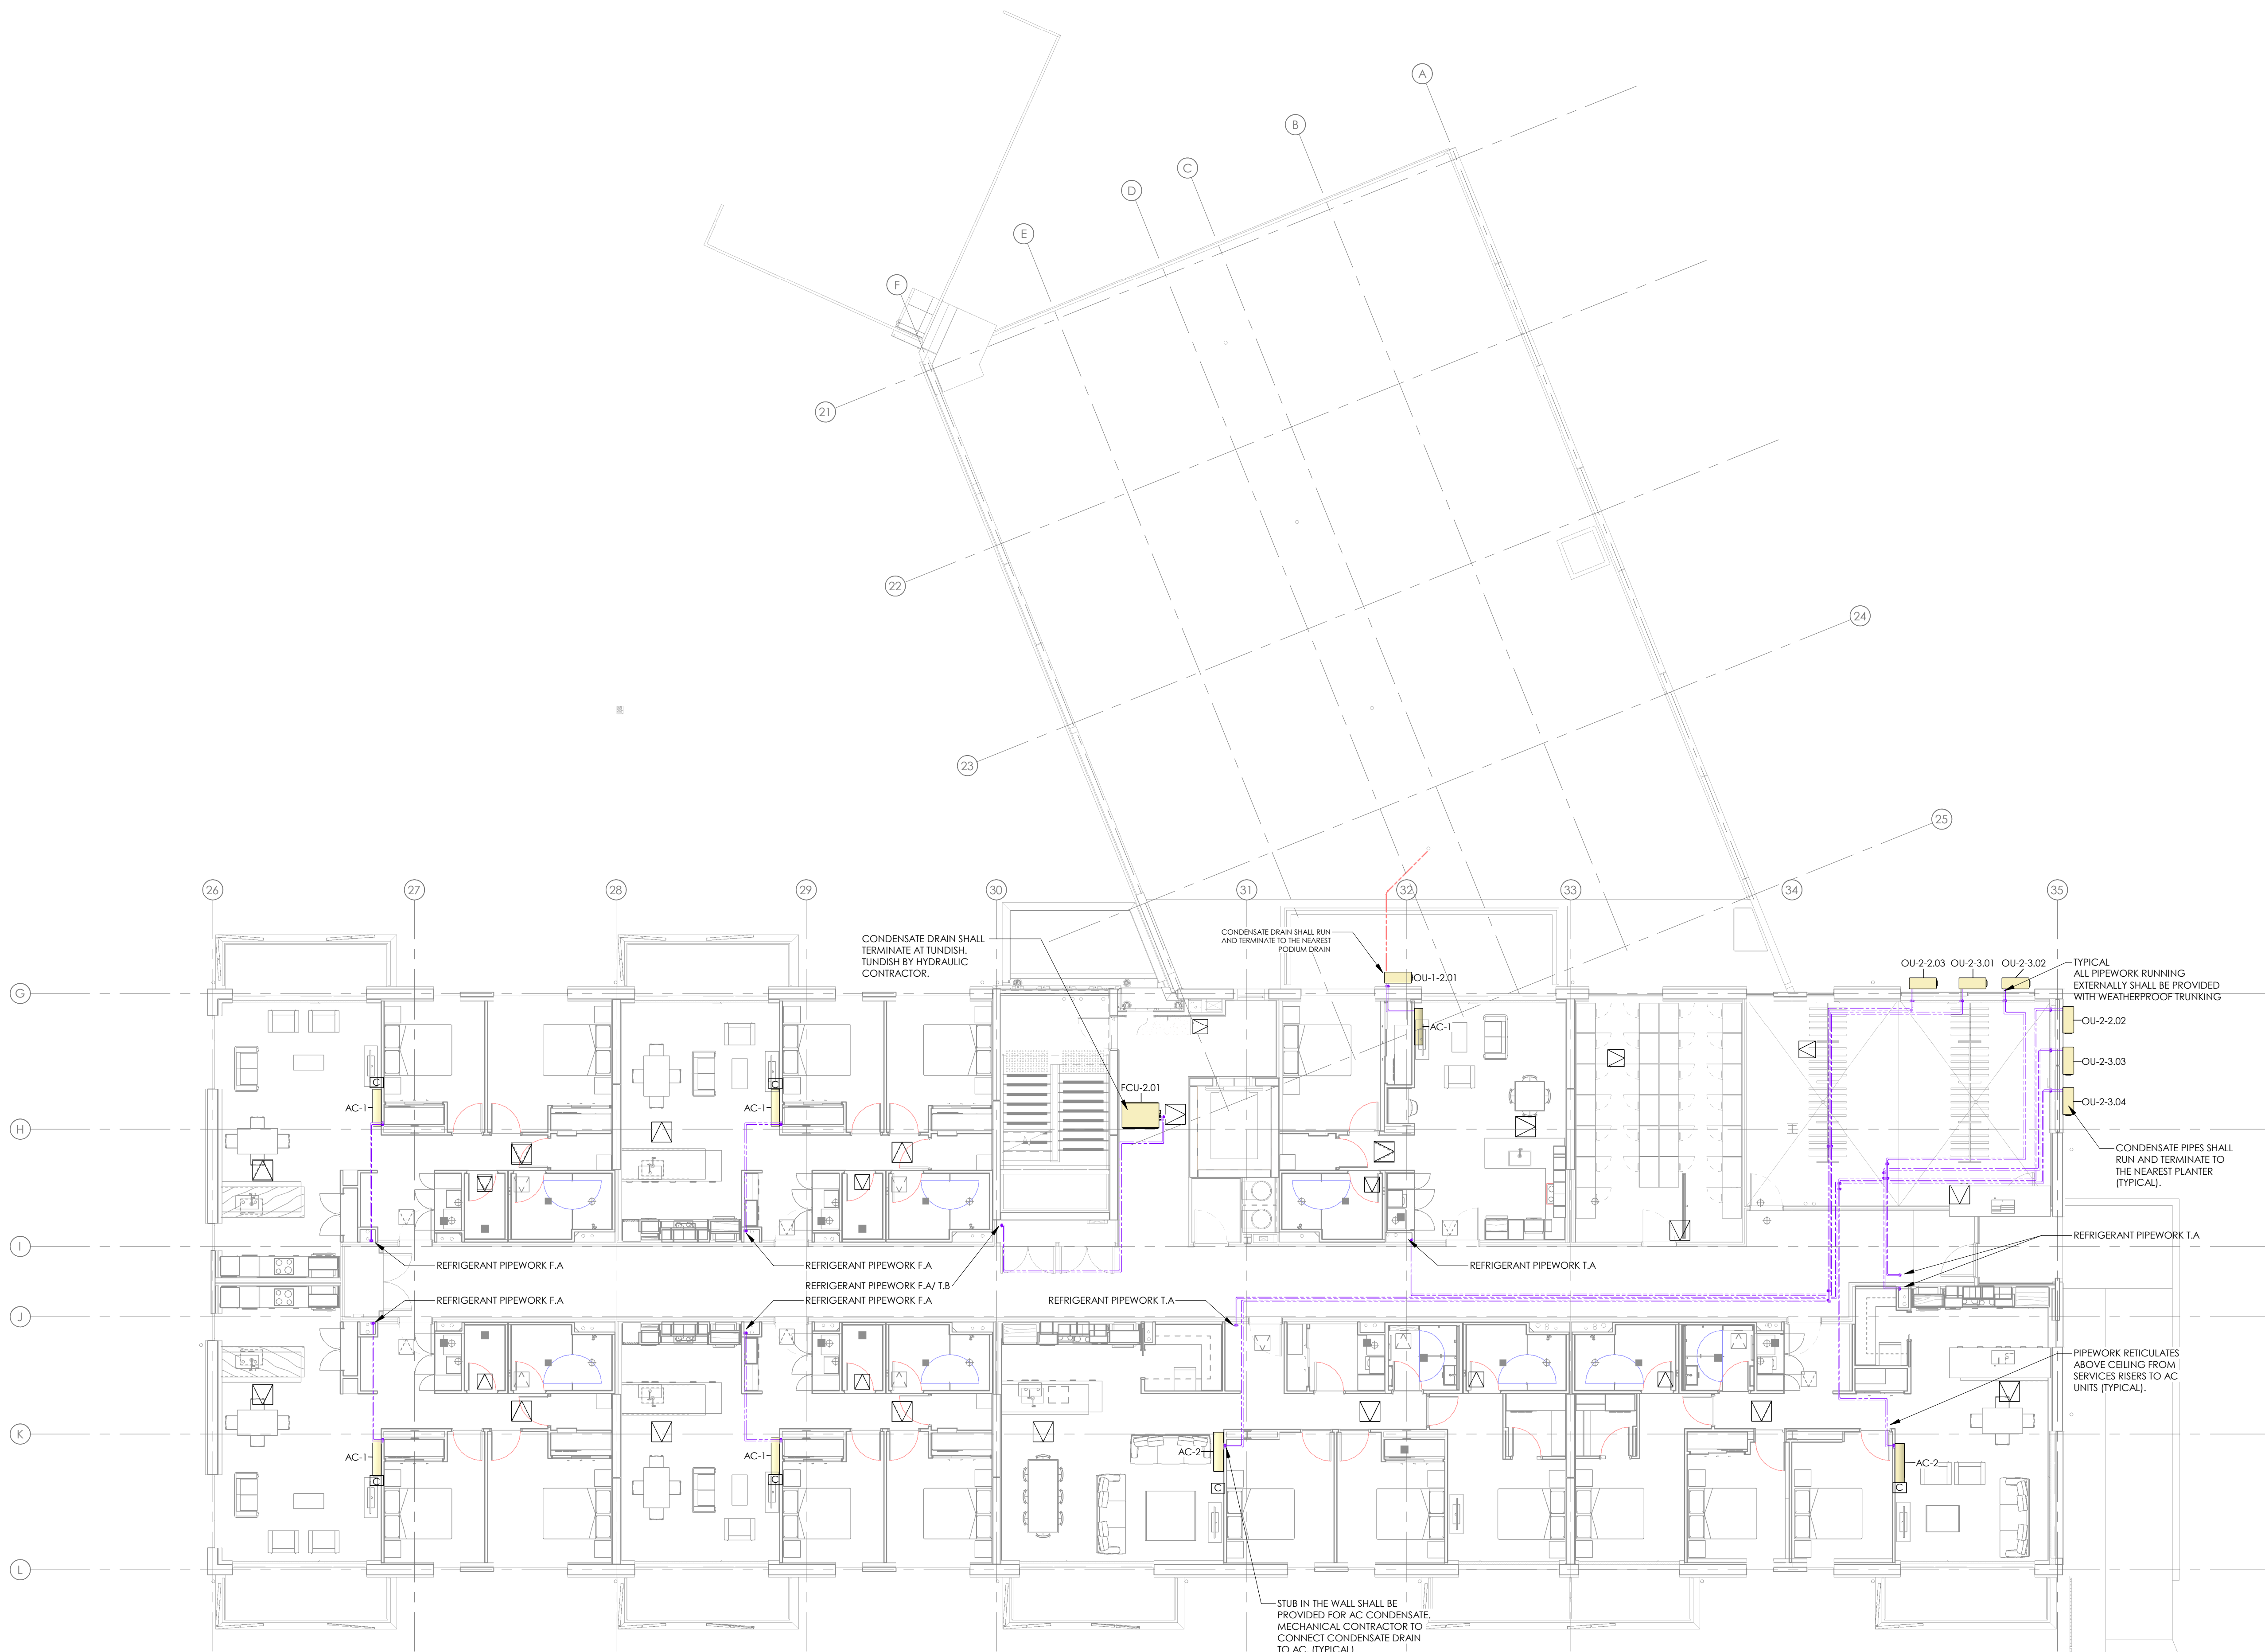 A
B
C
D
E
F
21
22
24
23
25
26
27
28
29
30
31
32
33
34
35
CONDENSATE DRAIN SHALL
TERMINATE AT TUNDISH.
TUNDISH BY HYDRAULIC
CONTRACTOR.
CONDENSATE DRAIN SHALL RUN
AND TERMINATE TO THE NEAREST
PODIUM DRAIN
OU-1-2.01
OU-2-2.03
OU-2-3.01
OU-2-3.02
TYPICAL
ALL PIPEWORK RUNNING
EXTERNALLY SHALL BE PROVIDED
WITH WEATHERPROOF TRUNKING
G
OU-2-2.02
AC-1
OU-2-3.03
C
C
FCU-2.01
OU-2-3.04
AC-1
AC-1
H
CONDENSATE PIPES SHALL
RUN AND TERMINATE TO
THE NEAREST PLANTER
(TYPICAL).
I
REFRIGERANT PIPEWORK T.A
REFRIGERANT PIPEWORK F.A
REFRIGERANT PIPEWORK F.A
REFRIGERANT PIPEWORK T.A
REFRIGERANT PIPEWORK F.A/ T.B
REFRIGERANT PIPEWORK F.A
REFRIGERANT PIPEWORK F.A
REFRIGERANT PIPEWORK T.A
J
PIPEWORK RETICULATES
ABOVE CEILING FROM
SERVICES RISERS TO AC
UNITS (TYPICAL).
K
AC-1
AC-1
AC-2
AC-2
C
C
C
C
L
STUB IN THE WALL SHALL BE
PROVIDED FOR AC CONDENSATE.
MECHANICAL CONTRACTOR TO
CONNECT CONDENSATE DRAIN
TO AC. (TYPICAL)